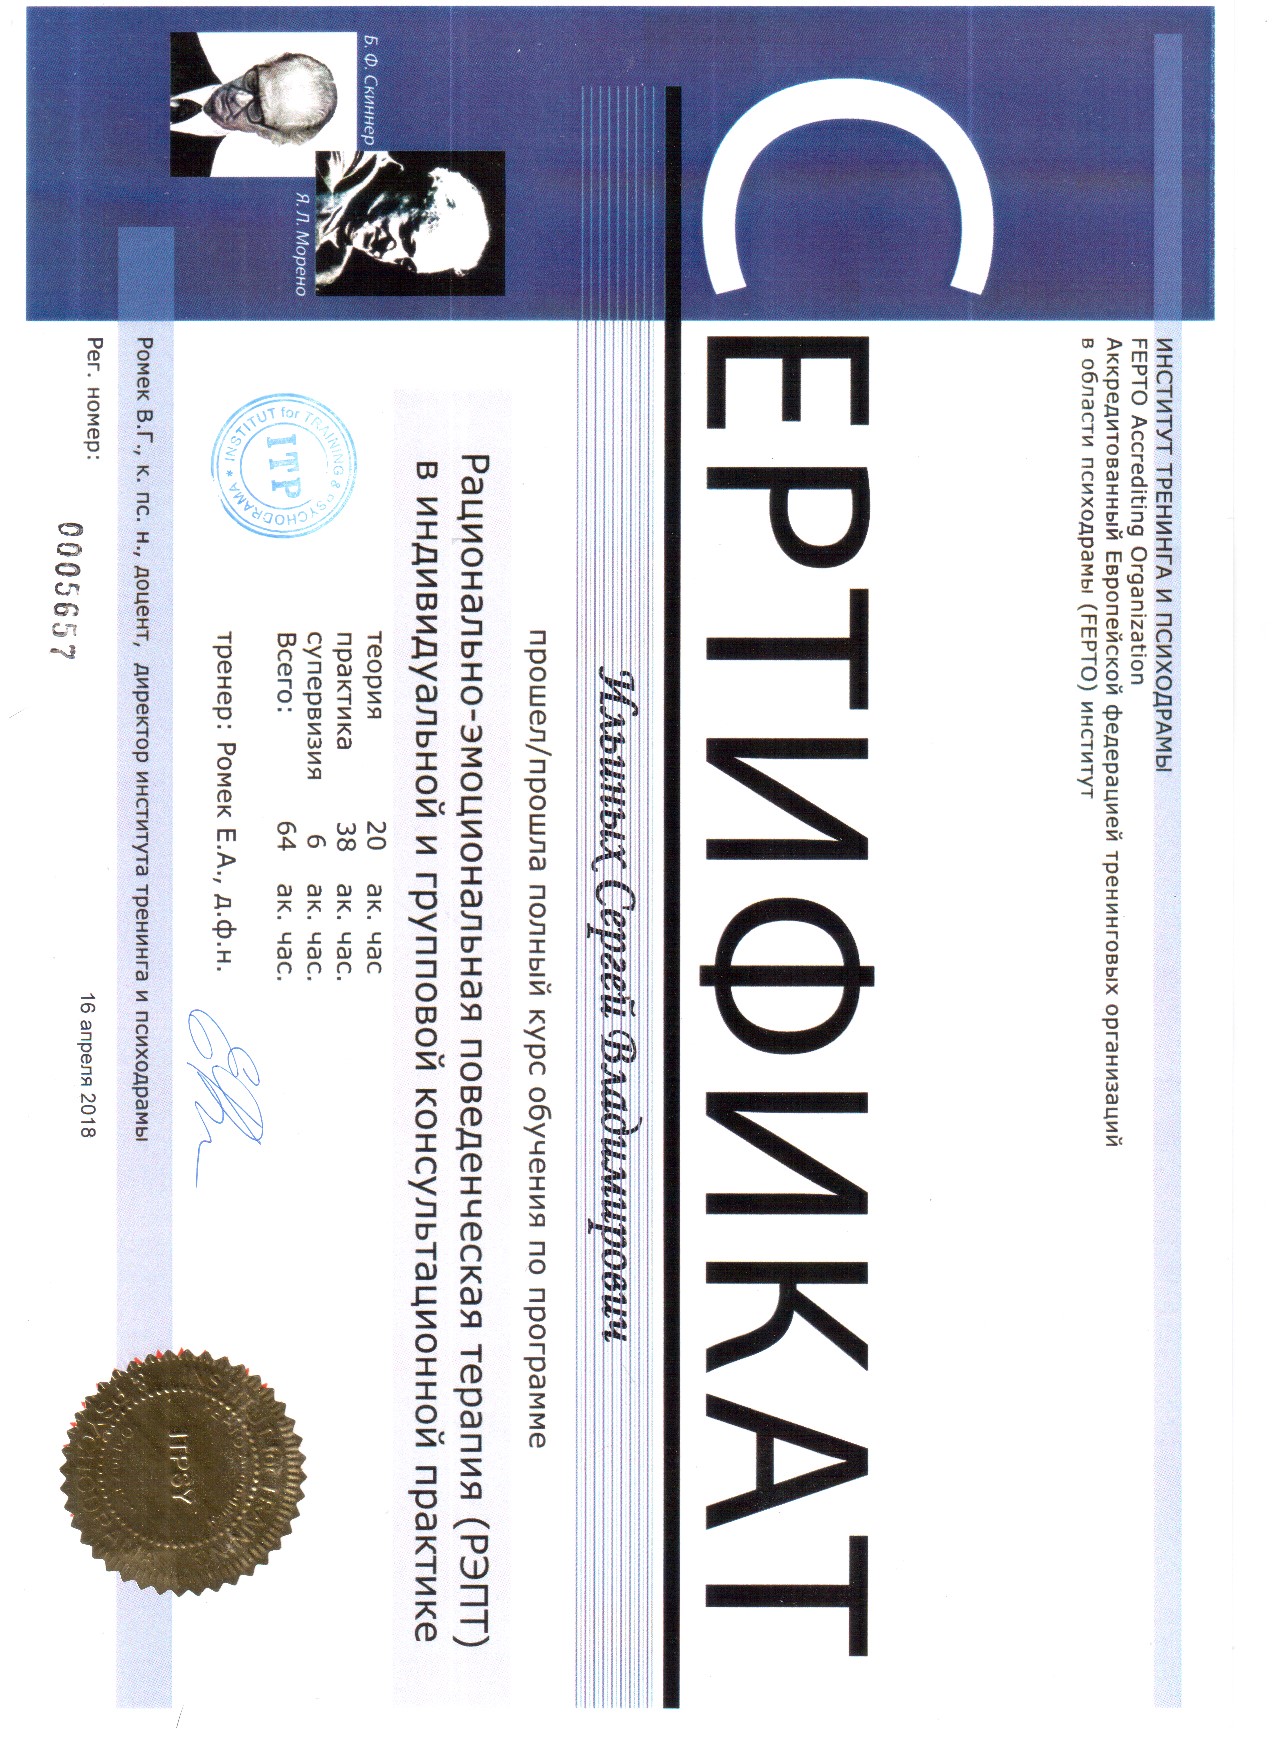 ИНСТИТУТ ТРЕНИНГА И ПСИХОДРАМЫ
FEPTO Accrediting Organization
Аккредитованный Европейской федерацией тренинговых организаций
в области психодрамы (FEPTO) институт
СЕРТИФИКАТ
Ильиных Сергей Владимирович
прошел/прошла полный курс обучения по программе
Рационально-эмоциональная поведенческая терапия (РЭПТ)
в индивидуальной и групповой консультационной практике
теория 20 ак. час
практика 38 ак. час.
супервизия 6 ак. час.
Всего: 64 ак. час.
Б. Ф. Скиннер
Я. Л. Морено
INSTITUT for TRAINING & PSYCHODRAMA *
ITP
тренер: Ромек Е.А., д.ф.н.
ITPSY
Ромек В.Г., к. пс. н., доцент, директор института тренинга и психодрамы
Рег. номер:
0005657
16 апреля 2018